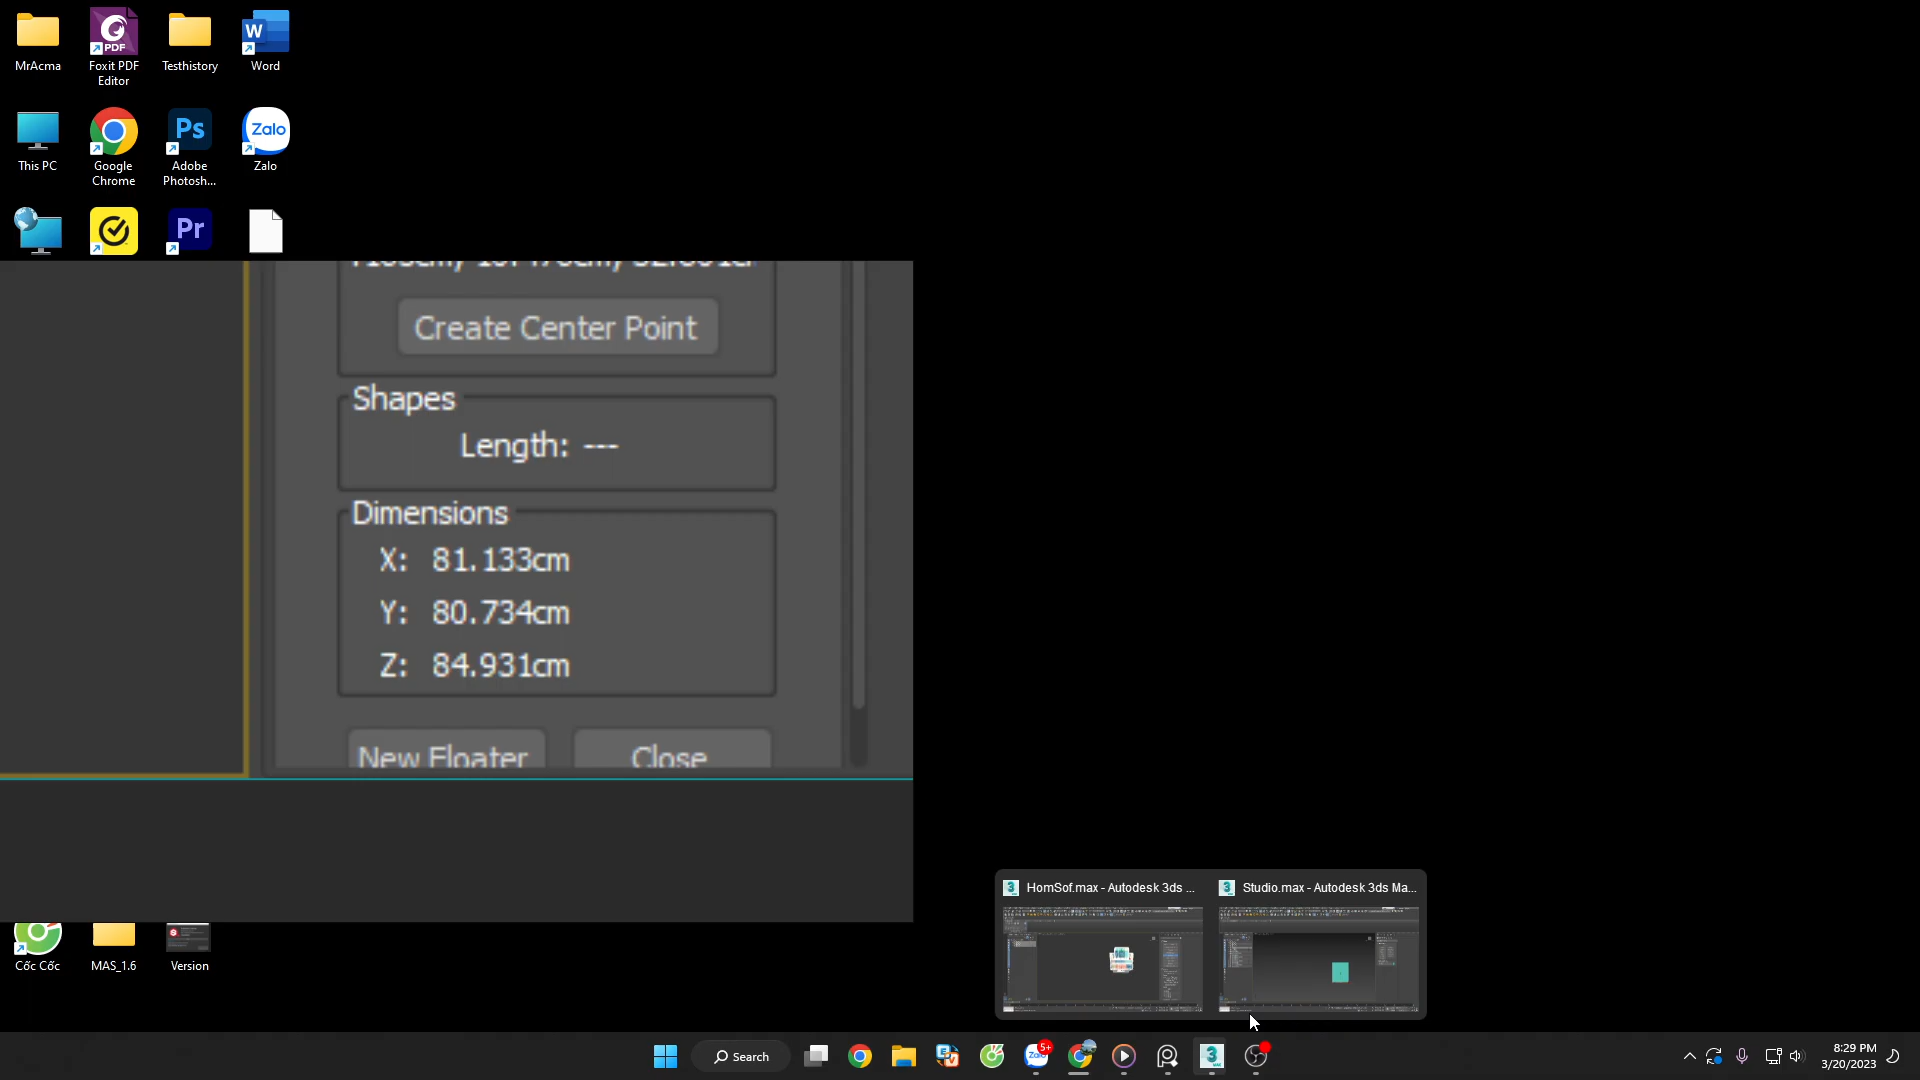 MrAcma
Foxit PDF
Editor
Testhistory
Word
This PC
Google
Chrome
Adobe
Photosh...
Zalo
Create Center Point
Shapes
Length: ---
Dimensions
X: 81.133cm
Y: 80.734cm
Z: 84.931cm
New Floater
Close
Cốc Cốc
MAS_1.6
Version
HomSof.max - Autodesk 3ds ...
Studio.max - Autodesk 3ds Ma...
Search
5+
8:29 PM
3/20/2023